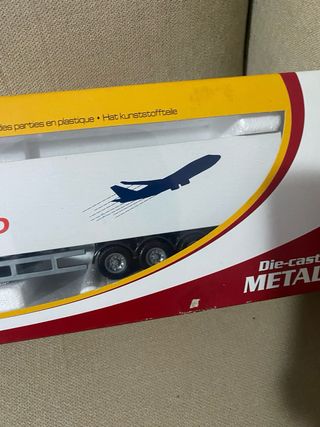 des parties en plastique • Hat kunststoffteile
Die-cast
METAL